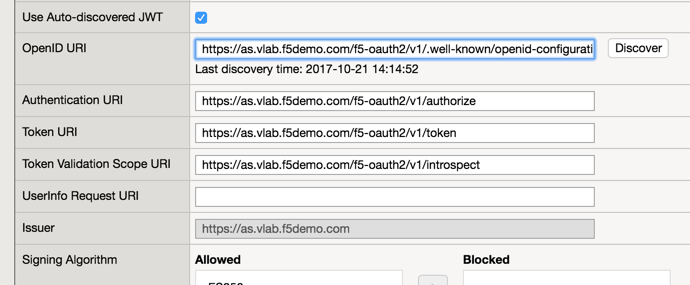 Use Auto-discovered JWT
OpenID URI https://as.vlab.f5demo.com/f5-oauth2/v1/.well-known/openid-configurati Discover
Last discovery time: 2017-10-21 14:14:52
Authentication URI https://as.vlab.f5demo.com/f5-oauth2/v1/authorize
Token URI https://as.vlab.f5demo.com/f5-oauth2/v1/token
Token Validation Scope URI https://as.vlab.f5demo.com/f5-oauth2/v1/introspect
UserInfo Request URI
Issuer https://as.vlab.f5demo.com
Signing Algorithm Allowed Blocked